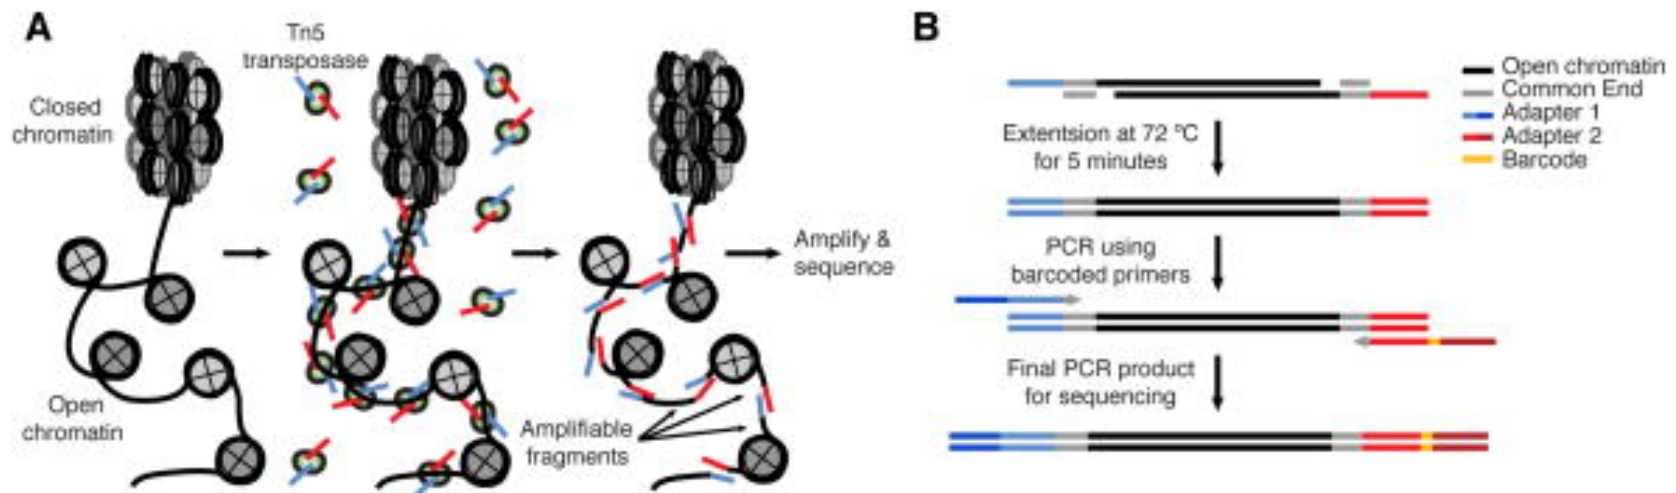 A
Tn5
transposase
Closed
chromatin
Open
chromatin
Amplifiable
fragments
Amplify &
sequence
B
Open chromatin
Common End
Adapter 1
Adapter 2
Barcode
Extentsion at 72 ºC
for 5 minutes
PCR using
barcoded primers
Final PCR product
for sequencing